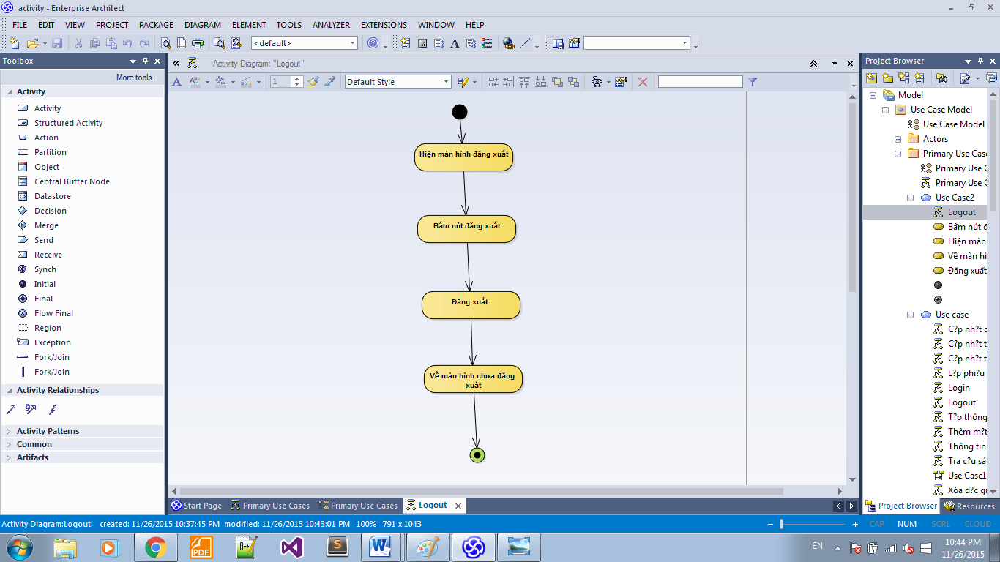 activity - Enterprise Architect
FILE EDIT VIEW PROJECT PACKAGE DIAGRAM ELEMENT TOOLS ANALYZER EXTENSIONS WINDOW HELP
<default>
Toolbox
More tools...
Activity
Activity
Structured Activity
Action
Partition
Object
Central Buffer Node
Datastore
Decision
Merge
Send
Receive
Synch
Initial
Final
Flow Final
Region
Exception
Fork/Join
Fork/Join
Activity Relationships
Activity Patterns
Common
Artifacts
Activity Diagram: "Logout"
1
Default Style
Hiện màn hình đăng xuất
Bấm nút đăng xuất
Đăng xuất
Về màn hình chưa đăng
xuất
Project Browser
Model
Use Case Model
Use Case Model
Actors
Primary Use Case
Primary Use C
Primary Use C
Use Case2
Logout
Bấm nút đ
Hiện màn
Về màn hì
Đăng xuất
Use case
C?p nh?t c
C?p nh?t t
C?p nh?t t
L?p phi?u
Login
Logout
T?o thông
Thêm m?t
Thông tin
Tra c?u sá
Use Case1
Xóa d?c gi
Start Page Primary Use Cases Primary Use Cases Logout
Project Browser Resources
Activity Diagram:Logout: created: 11/26/2015 10:37:45 PM modified: 11/26/2015 10:43:01 PM 100% 791 x 1043
CAP NUM SCRL CLOUD
PDF
N++
S
W
EN
10:44 PM
11/26/2015